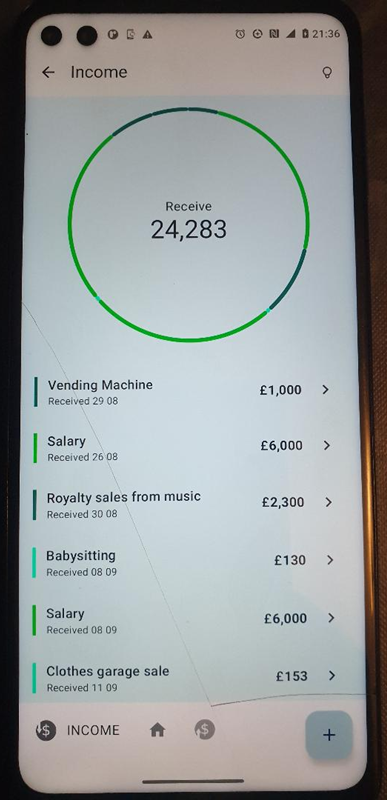 21:36
Income
Receive
24,283
Vending Machine
£1,000
Received 29 08
Salary
£6,000
Received 26 08
Royalty sales from music
£2,300
Received 30 08
Babysitting
£130
Received 08 09
Salary
£6,000
Received 08 09
Clothes garage sale
£153
Received 11 09
INCOME